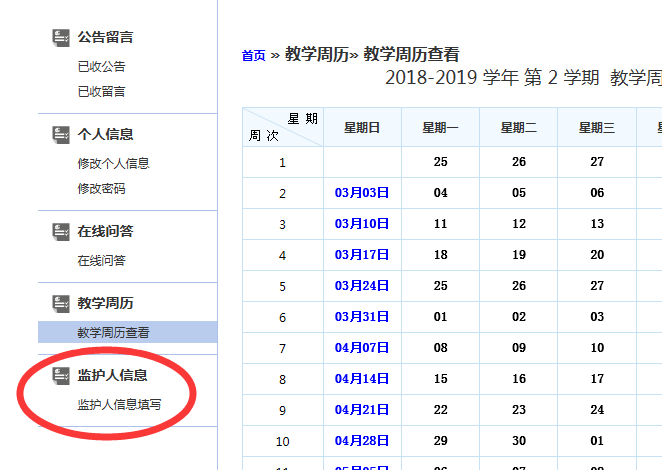 公告留言
已收公告
已收留言
个人信息
修改个人信息
修改密码
在线问答
在线问答
教学周历
教学周历查看
监护人信息
监护人信息填写
首页 » 教学周历» 教学周历查看
2018-2019 学年 第 2 学期 教学周
星 期
周 次
星期日 星期一 星期二 星期三
1 25 26 27
2 03月03日 04 05 06
3 03月10日 11 12 13
4 03月17日 18 19 20
5 03月24日 25 26 27
6 03月31日 01 02 03
7 04月07日 08 09 10
8 04月14日 15 16 17
9 04月21日 22 23 24
10 04月28日 29 30 01